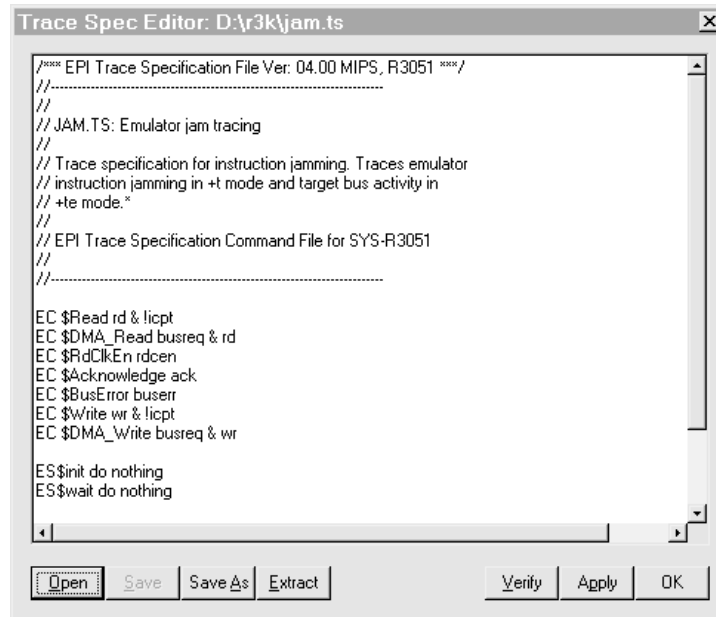 Trace Spec Editor: D:\r3k\jam.ts
/*** EPI Trace Specification File Ver: 04.00 MIPS, R3051 ***/
//---------------------------------------------------------------------------
//
// JAM.TS: Emulator jam tracing
//
// Trace specification for instruction jamming. Traces emulator
// instruction jamming in +t mode and target bus activity in
// +te mode.*
//
// EPI Trace Specification Command File for SYS-R3051
//
//---------------------------------------------------------------------------
EC $Read rd & !icpt
EC $DMA_Read busreq & rd
EC $RdClkEn rdcen
EC $Acknowledge ack
EC $BusError buserr
EC $Write wr & !icpt
EC $DMA_Write busreq & wr
ES$init do nothing
ES$wait do nothing
Open Save Save As Extract Verify Apply OK